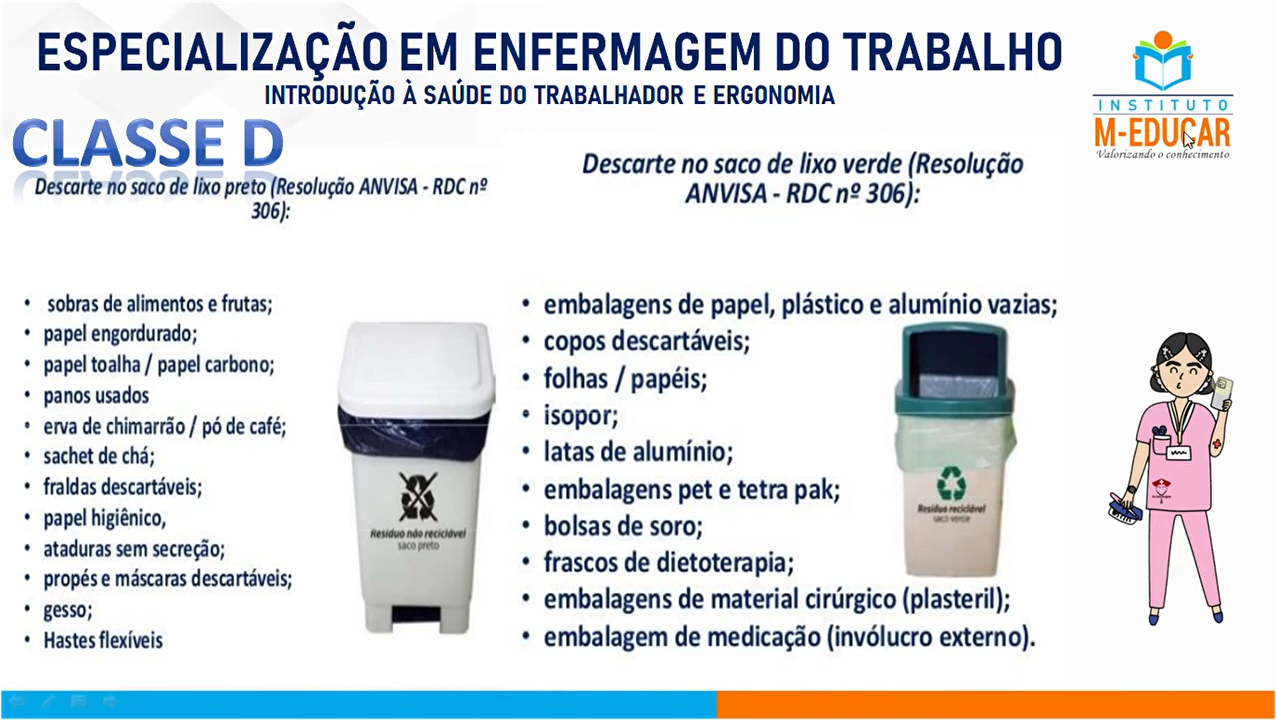 ESPECIALIZAÇÃO EM ENFERMAGEM DO TRABALHO
INTRODUÇÃO À SAÚDE DO TRABALHADOR E ERGONOMIA
INSTITUTO
M-EDUCAR
Valorizando o conhecimento
CLASSE D
Descarte no saco de lixo preto (Resolução ANVISA - RDC nº
306):
• sobras de alimentos e frutas;
• papel engordurado;
• papel toalha / papel carbono;
• panos usados
• erva de chimarrão / pó de café;
• sachet de chá;
• fraldas descartáveis;
• papel higiênico,
• ataduras sem secreção;
• propés e máscaras descartáveis;
• gesso;
• Hastes flexíveis
Resíduo não reciclável
saco preto
Descarte no saco de lixo verde (Resolução
ANVISA - RDC nº 306):
• embalagens de papel, plástico e alumínio vazias;
• copos descartáveis;
• folhas / papéis;
• isopor;
• latas de alumínio;
• embalagens pet e tetra pak;
• bolsas de soro;
• frascos de dietoterapia;
• embalagens de material cirúrgico (plasteril);
• embalagem de medicação (invólucro externo).
Resíduo reciclável
saco verde